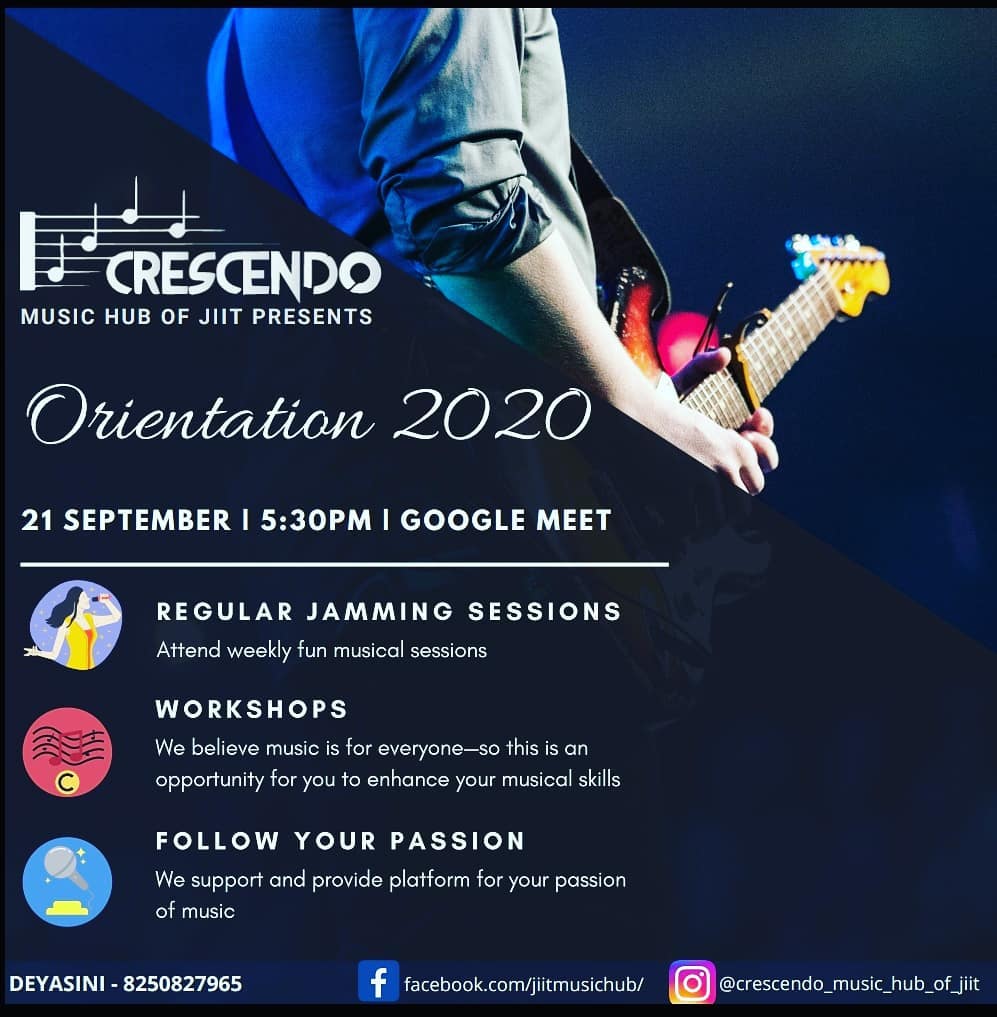 CRESCENDO
MUSIC HUB OF JIIT PRESENTS
Orientation 2020
21 SEPTEMBER | 5:30PM | GOOGLE MEET
REGULAR JAMMING SESSIONS
Attend weekly fun musical sessions
WORKSHOPS
We believe music is for everyone—so this is an
opportunity for you to enhance your musical skills
C
FOLLOW YOUR PASSION
We support and provide platform for your passion
of music
DEYASINI - 8250827965
facebook.com/jiitmusichub/
@crescendo_music_hub_of_jiit